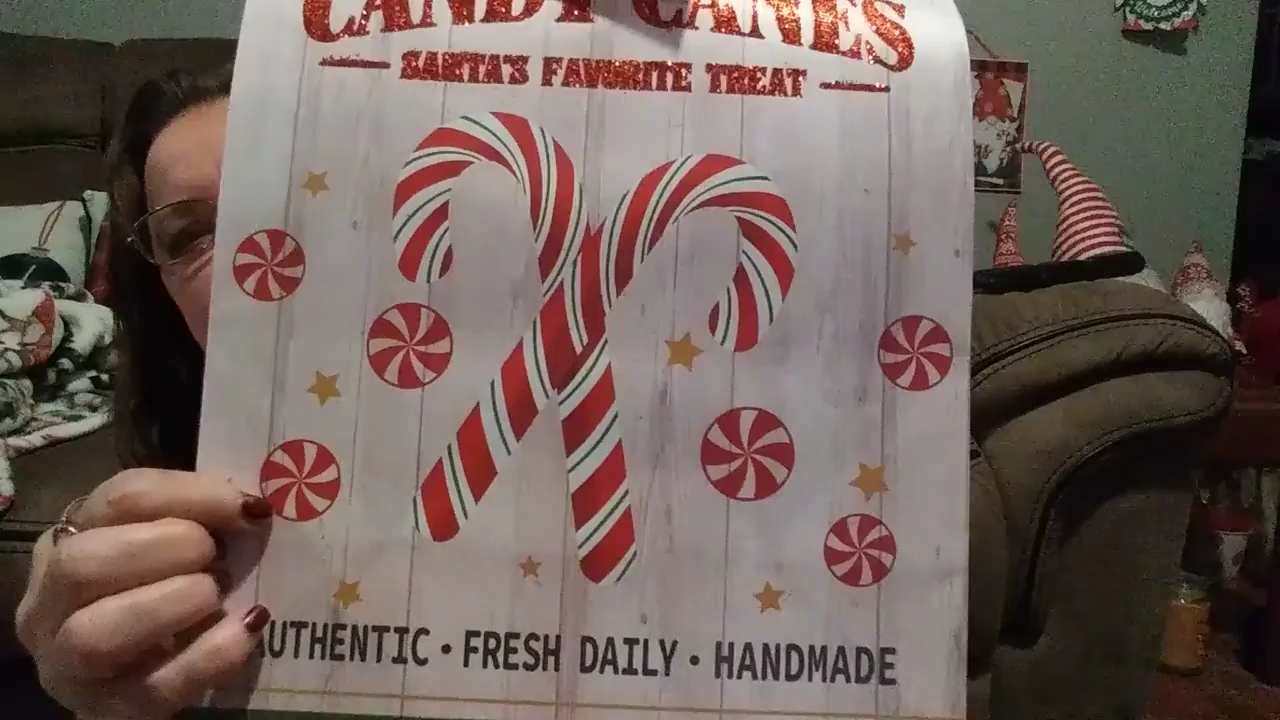 CANDY CANES
SANTA'S FAVORITE TREAT
AUTHENTIC • FRESH DAILY • HANDMADE